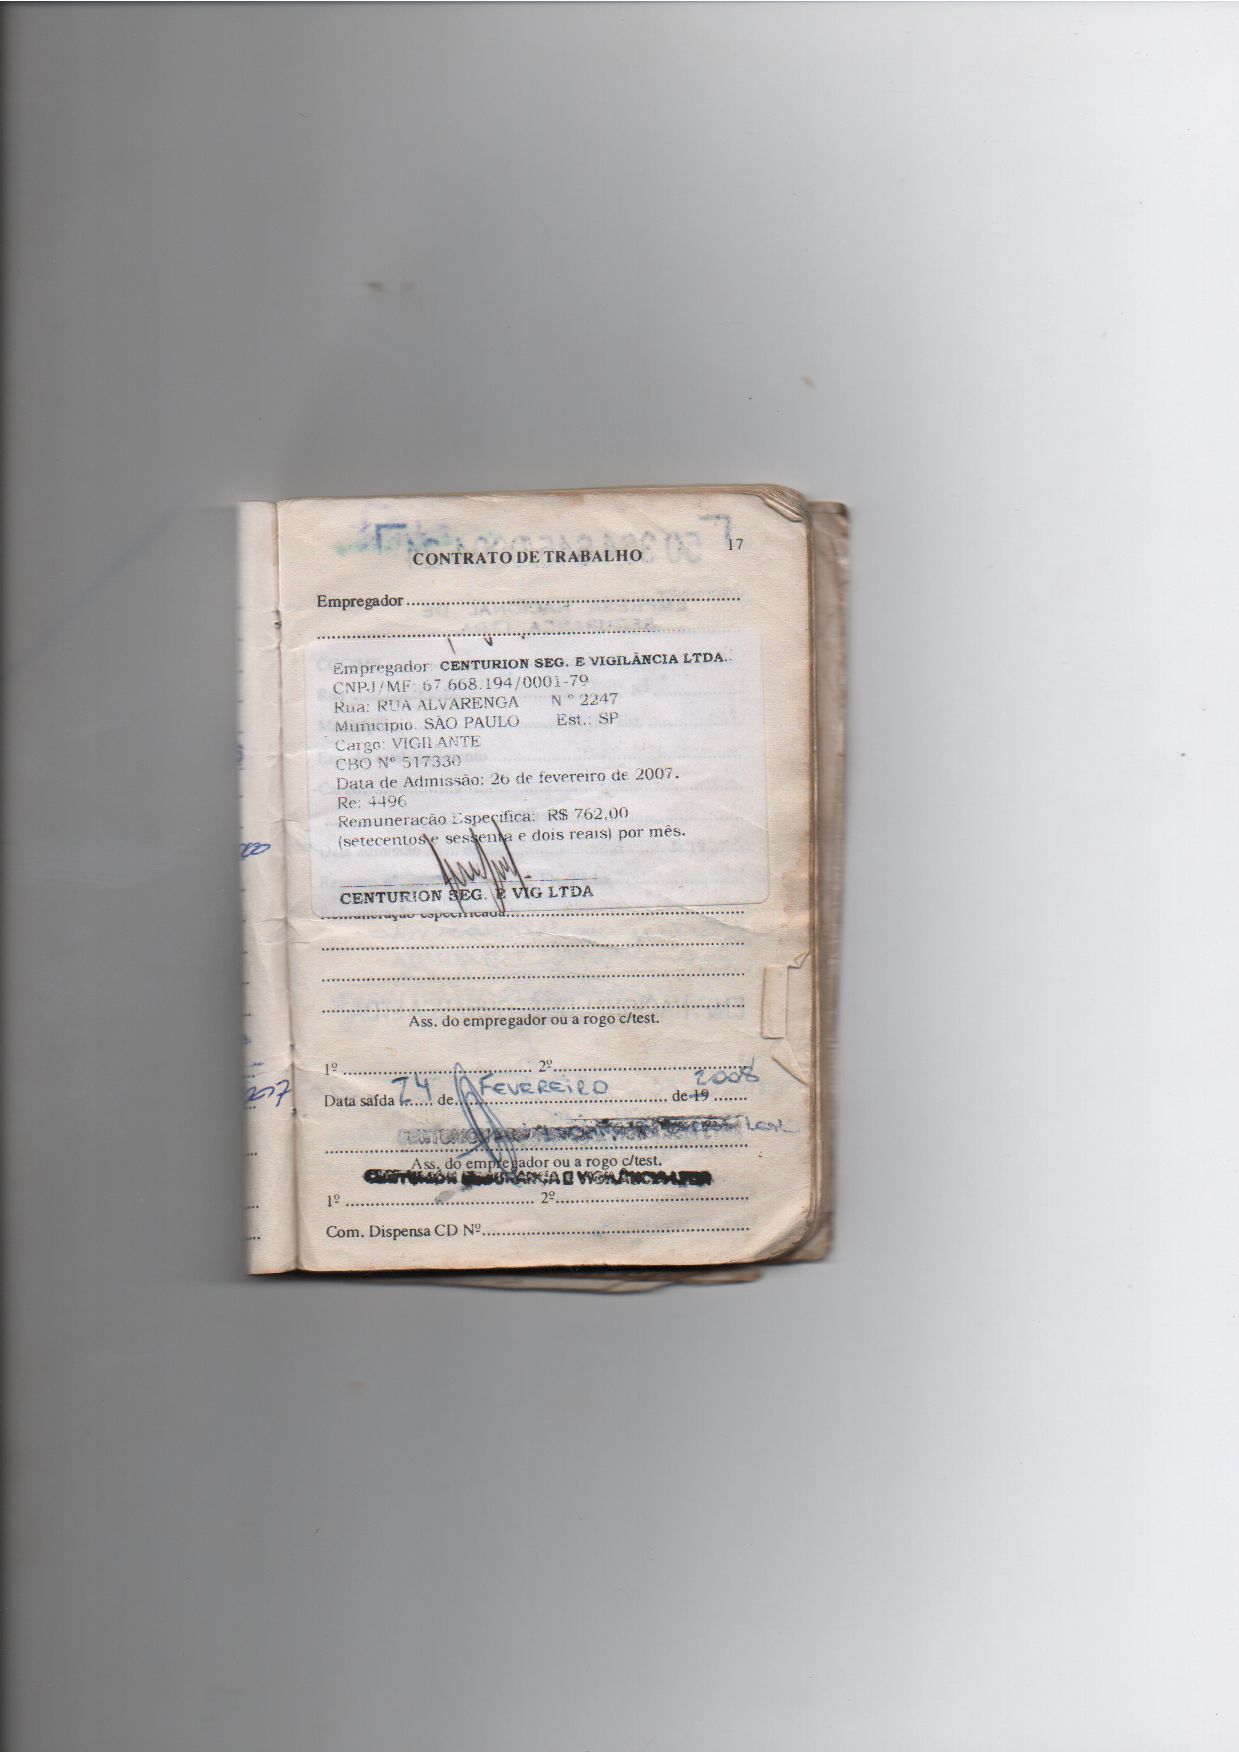 17
CONTRATO DE TRABALHO
Empregador
Empregador: CENTURION SEG. E VIGILÂNCIA LTDA.
CNPJ/MF: 67.668.194/0001-79
Rua: RUA ALVARENGA N º 2247
Município: SÃO PAULO Est.: SP
Cargo: VIGILANTE
CBO Nº 517330
Data de Admissão: 26 de fevereiro de 2007.
Re: 4496
Remuneração Específica: R$ 762,00
(setecentos e sessenta e dois reais) por mês.
CENTURION SEG. E VIG LTDA
Remuneração especificada
Ass. do empregador ou a rogo c/test.
1º 2º
Data saída 24 de FEVEREIRO de 19 2008
CENTURION
Ass. do empregador ou a rogo c/test.
CENTURION SEGURANÇA E VIGILÂNCIA LTDA
1º 2º
Com. Dispensa CD Nº